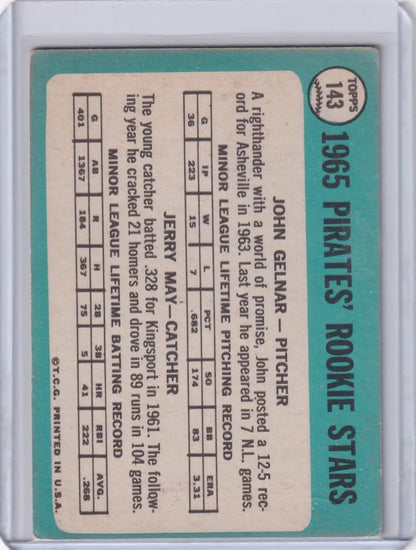 TOPPS
143
1965 PIRATES' ROOKIE STARS
JOHN GELNAR — PITCHER
A righthander with a world of promise, John posted a 12-5 rec-
ord for Asheville in 1963. Last year he appeared in 7 N.L. games.
MINOR LEAGUE LIFETIME PITCHING RECORD
G IP W L PCT SO BB ERA
36 223 15 7 .682 174 83 3.31
JERRY MAY—CATCHER
The young catcher batted .328 for Kingsport in 1961. The follow-
ing year he cracked 21 homers and drove in 89 runs in 104 games.
MINOR LEAGUE LIFETIME BATTING RECORD
G AB R H 2B 3B HR RBI AVG.
401 1367 184 367 75 5 41 222 .268
©T.C.G. PRINTED IN U.S.A.